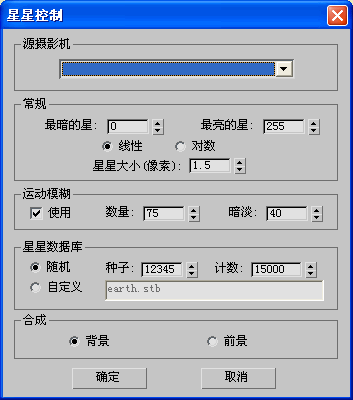 星星控制
源摄影机
常规
最暗的星: 0 最亮的星: 255
线性 对数
星星大小(像素): 1.5
运动模糊
使用 数量: 75 暗淡: 40
星星数据库
随机 种子: 12345 计数: 15000
自定义 earth.stb
合成
背景 前景
确定 取消